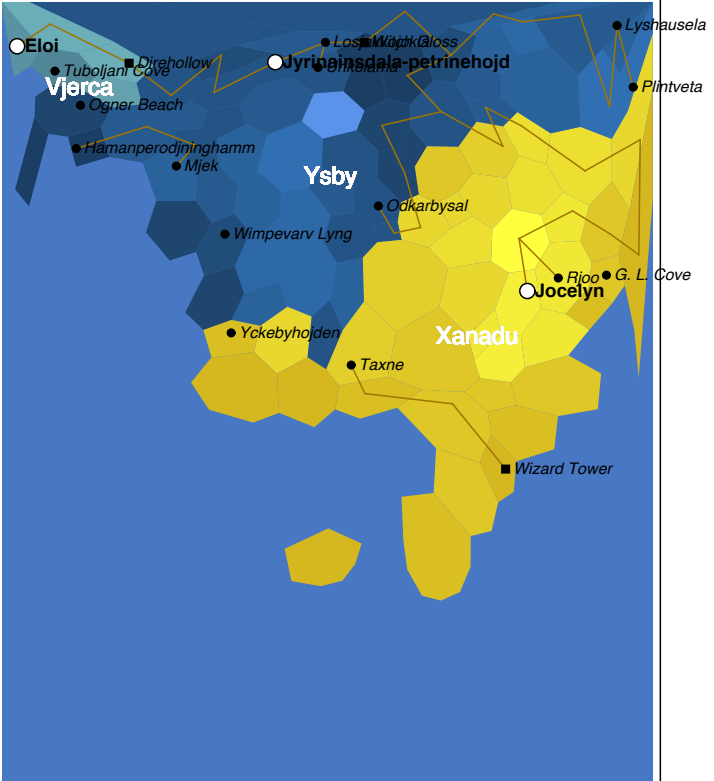 Lyshausela
Eloi
Jyrinainsdala-petrinehojd
Direhollow
Tuboljani Cove
Vjerca
Plintveta
Ogner Beach
Hamanperodjninghamm
Mjek
Ysby
Odkarbysal
Wimpevarv Lyng
Rjoo
G. L. Cove
Jocelyn
Yckebyhojden
Xanadu
Taxne
Wizard Tower